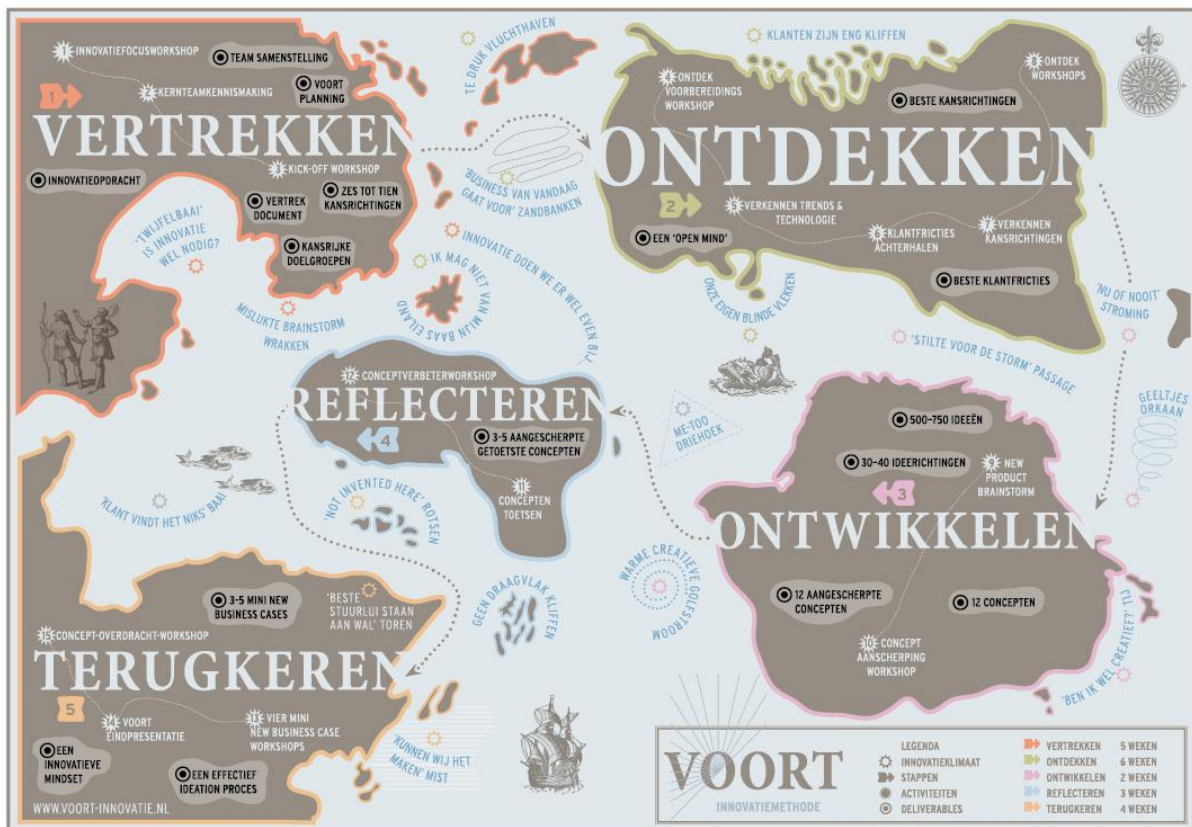 1 INNOVATIEFOCUSWORKSHOP
TEAM SAMENSTELLING
VOORT
PLANNING
1
2 KERNTEAMKENNISMAKING
VERTREKKEN
3 KICK-OFF WORKSHOP
INNOVATIEOPDRACHT
VERTREK
DOCUMENT
ZES TOT TIEN
KANSRICHTINGEN
KANSRIJKE
DOELGROEPEN
'TWIJFELBAAI'
IS INNOVATIE
WEL NODIG?
MISLUKTE BRAINSTORM
WRAKKEN
TE DRUK VLUCHTHAVEN
BUSINESS VAN VANDAAG
GAAT VOOR' ZANDBANKEN
INNOVATIE DOEN WE ER WEL EVEN BIJ...
IK MAG NIET VAN MIJN BAAS EILAND
KLANTEN ZIJN ENG KLIFFEN
4 ONTDEK
VOORBEREIDINGS
WORKSHOP
8 ONTDEK
WORKSHOPS
BESTE KANSRICHTINGEN
ONTDEKKEN
2
5 VERKENNEN TRENDS &
TECHNOLOGIE
EEN 'OPEN MIND'
6 KLANTFRICTIES
ACHTERHALEN
7 VERKENNEN
KANSRICHTINGEN
BESTE KLANTFRICTIES
ONZE EIGEN BLINDE VLEKKEN
'NU OF NOOIT'
STROMING
'STILTE VOOR DE STORM' PASSAGE
GEELTJES
ORKAAN
12 CONCEPTVERBETERWORKSHOP
REFLECTEREN
4
3-5 AANGESCHERPTE
GETOETSTE CONCEPTEN
11
CONCEPTEN
TOETSEN
ME-TOO
DRIEHOEK
500-750 IDEEËN
30-40 IDEERICHTINGEN
9 NEW
PRODUCT
BRAINSTORM
3
ONTWIKKELEN
12 AANGESCHERPTE
CONCEPTEN
12 CONCEPTEN
10 CONCEPT
AANSCHERPING
WORKSHOP
'BEN IK WEL CREATIEF?' TIJ
WARME CREATIEVE GOLFSTROOM
'KLANT VINDT HET NIKS' BAAI
'NOT INVENTED HERE' ROTSEN
GEEN DRAAGVLAK KLIFFEN
3-5 MINI NEW
BUSINESS CASES
'BESTE
STUURLUI STAAN
AAN WAL' TOREN
15 CONCEPT-OVERDRACHT-WORKSHOP
TERUGKEREN
5
14 VOORT
EINDPRESENTATIE
13 VIER MINI
NEW BUSINESS CASE
WORKSHOPS
EEN
INNOVATIEVE
MINDSET
EEN EFFECTIEF
IDEATION PROCES
'KUNNEN WIJ HET
MAKEN' MIST
WWW.VOORT-INNOVATIE.NL
VOORT
INNOVATIEMETHODE
LEGENDA
INNOVATIEKLIMAAT
STAPPEN
ACTIVITEITEN
DELIVERABLES
VERTREKKEN 5 WEKEN
ONTDEKKEN 6 WEKEN
ONTWIKKELEN 2 WEKEN
REFLECTEREN 3 WEKEN
TERUGKEREN 4 WEKEN